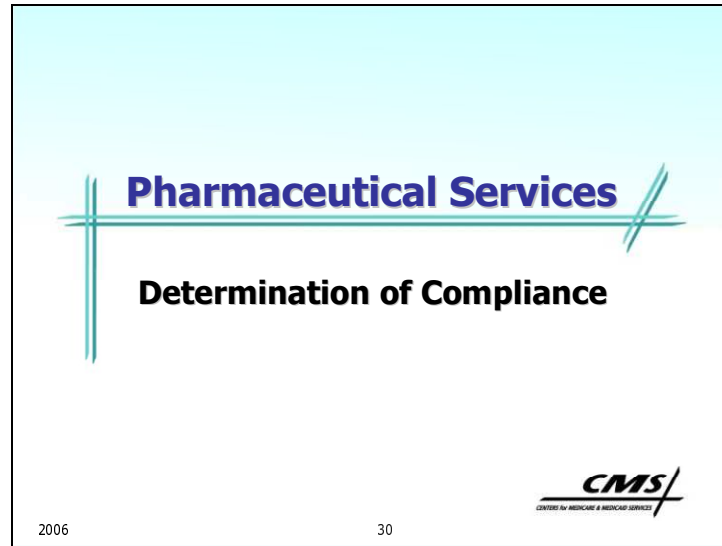 Pharmaceutical Services
Determination of Compliance
CMS/
CENTERS for MEDICARE & MEDICAID SERVICES
2006
30